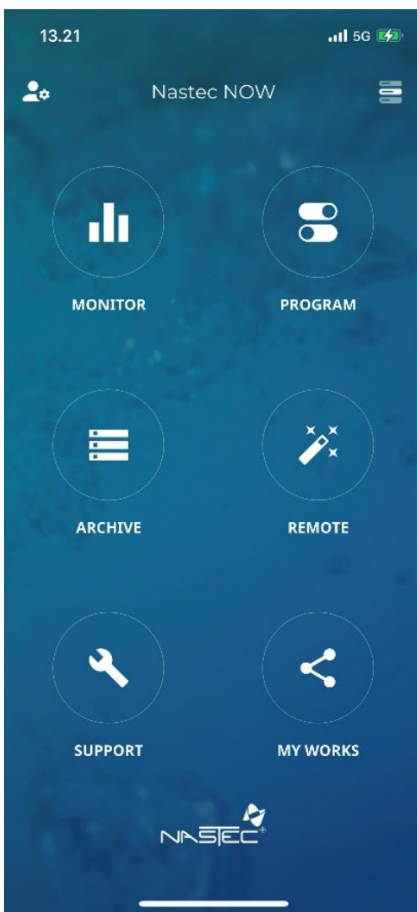 13.21 5G
Nastec NOW
MONITOR PROGRAM
ARCHIVE REMOTE
SUPPORT MY WORKS
NASTEC